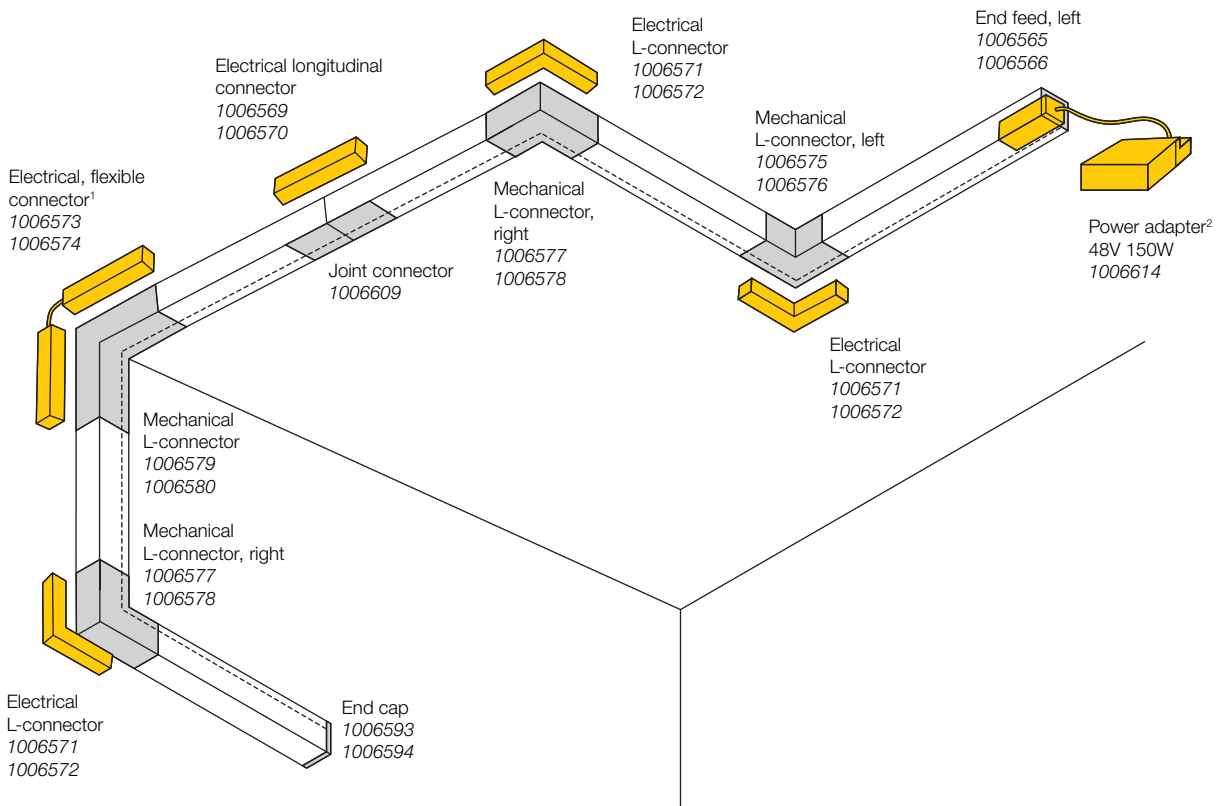 End feed, left
1006565
1006566
Electrical
L-connector
1006571
1006572
Electrical longitudinal
connector
1006569
1006570
Mechanical
L-connector, left
1006575
1006576
Electrical, flexible
connector¹
1006573
1006574
Mechanical
L-connector,
right
1006577
1006578
Power adapter²
48V 150W
1006614
Joint connector
1006609
Electrical
L-connector
1006571
1006572
Mechanical
L-connector
1006579
1006580
Mechanical
L-connector, right
1006577
1006578
Electrical
L-connector
1006571
1006572
End cap
1006593
1006594